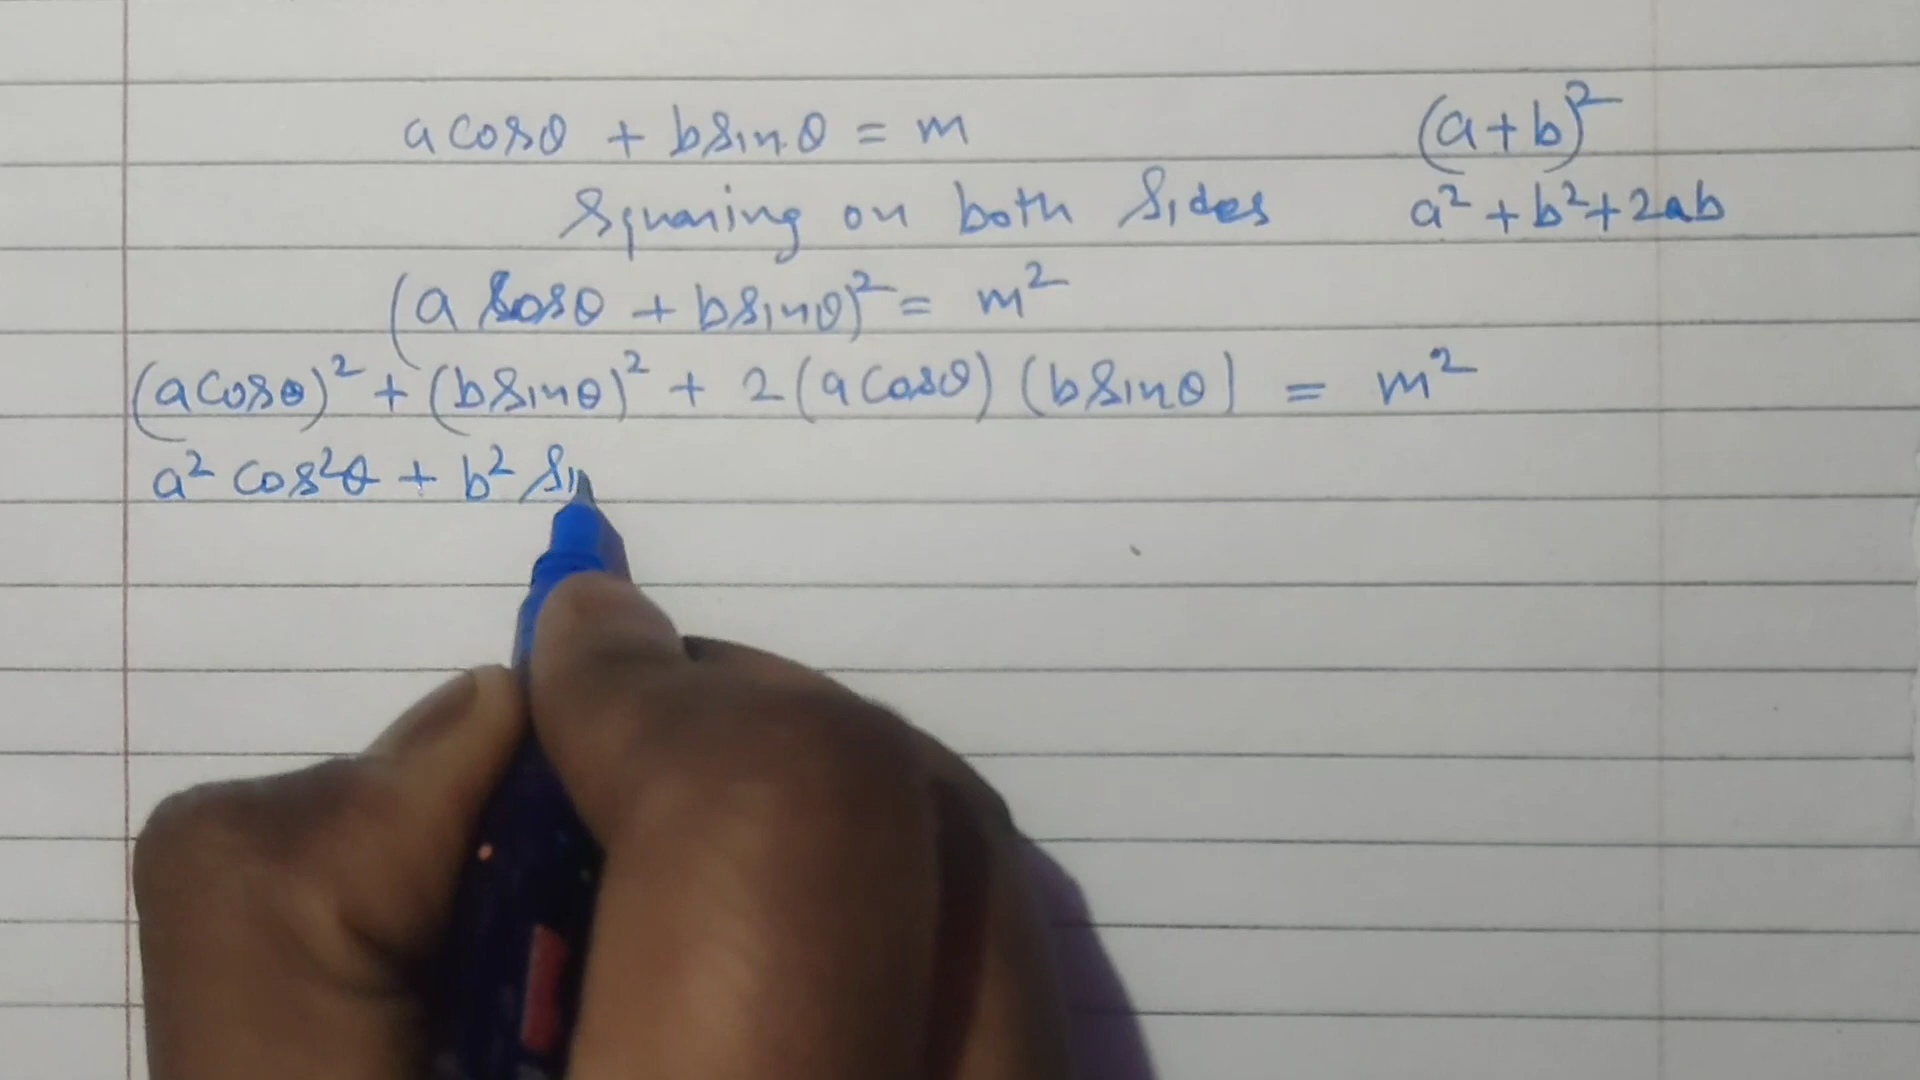 a cosθ + b sinθ = m
(a+b)²
Squaring on both Sides
a² + b² + 2ab
(a cosθ + b sinθ)² = m²
(a cosθ)² + (b sinθ)² + 2 (a cosθ) (b sinθ) = m²
a² cos²θ + b² Si